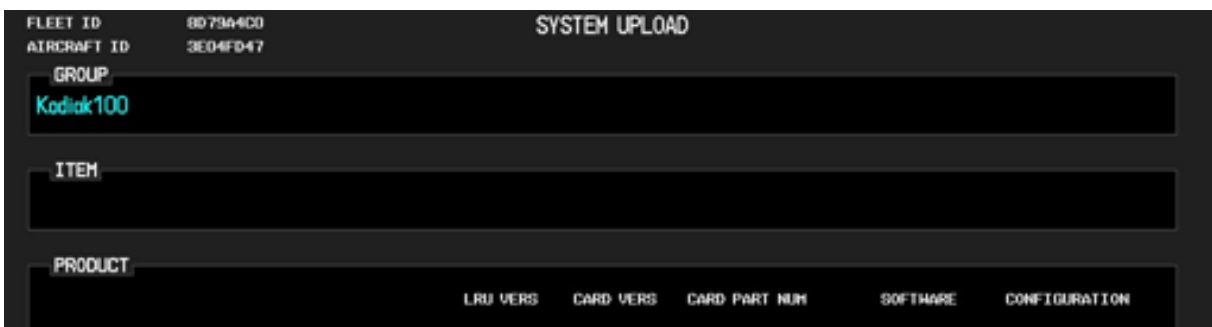 FLEET ID 8D79A4C0 SYSTEM UPLOAD
AIRCRAFT ID 3E04FD47
GROUP
Kodiak100
ITEM
PRODUCT
LRU VERS CARD VERS CARD PART NUM SOFTWARE CONFIGURATION